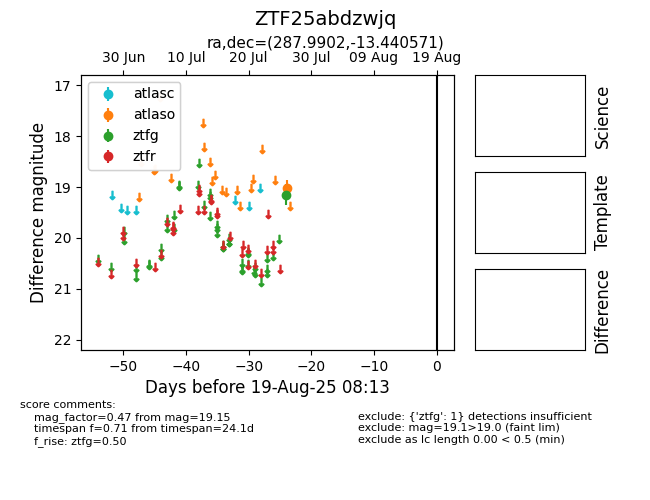 ZTF25abdzwjq
ra,dec=(287.9902,-13.440571)
30 Jun 10 Jul 20 Jul 30 Jul 09 Aug 19 Aug
atlasc
atlaso
ztfg
ztfr
17
18
19
20
21
22
Difference magnitude
−50 −40 −30 −20 −10 0
Days before 19-Aug-25 08:13
Science
Template
Difference
score comments:
mag_factor=0.47 from mag=19.15
timespan f=0.71 from timespan=24.1d
f_rise: ztfg=0.50
exclude: {'ztfg': 1} detections insufficient
exclude: mag=19.1>19.0 (faint lim)
exclude as lc length 0.00 < 0.5 (min)